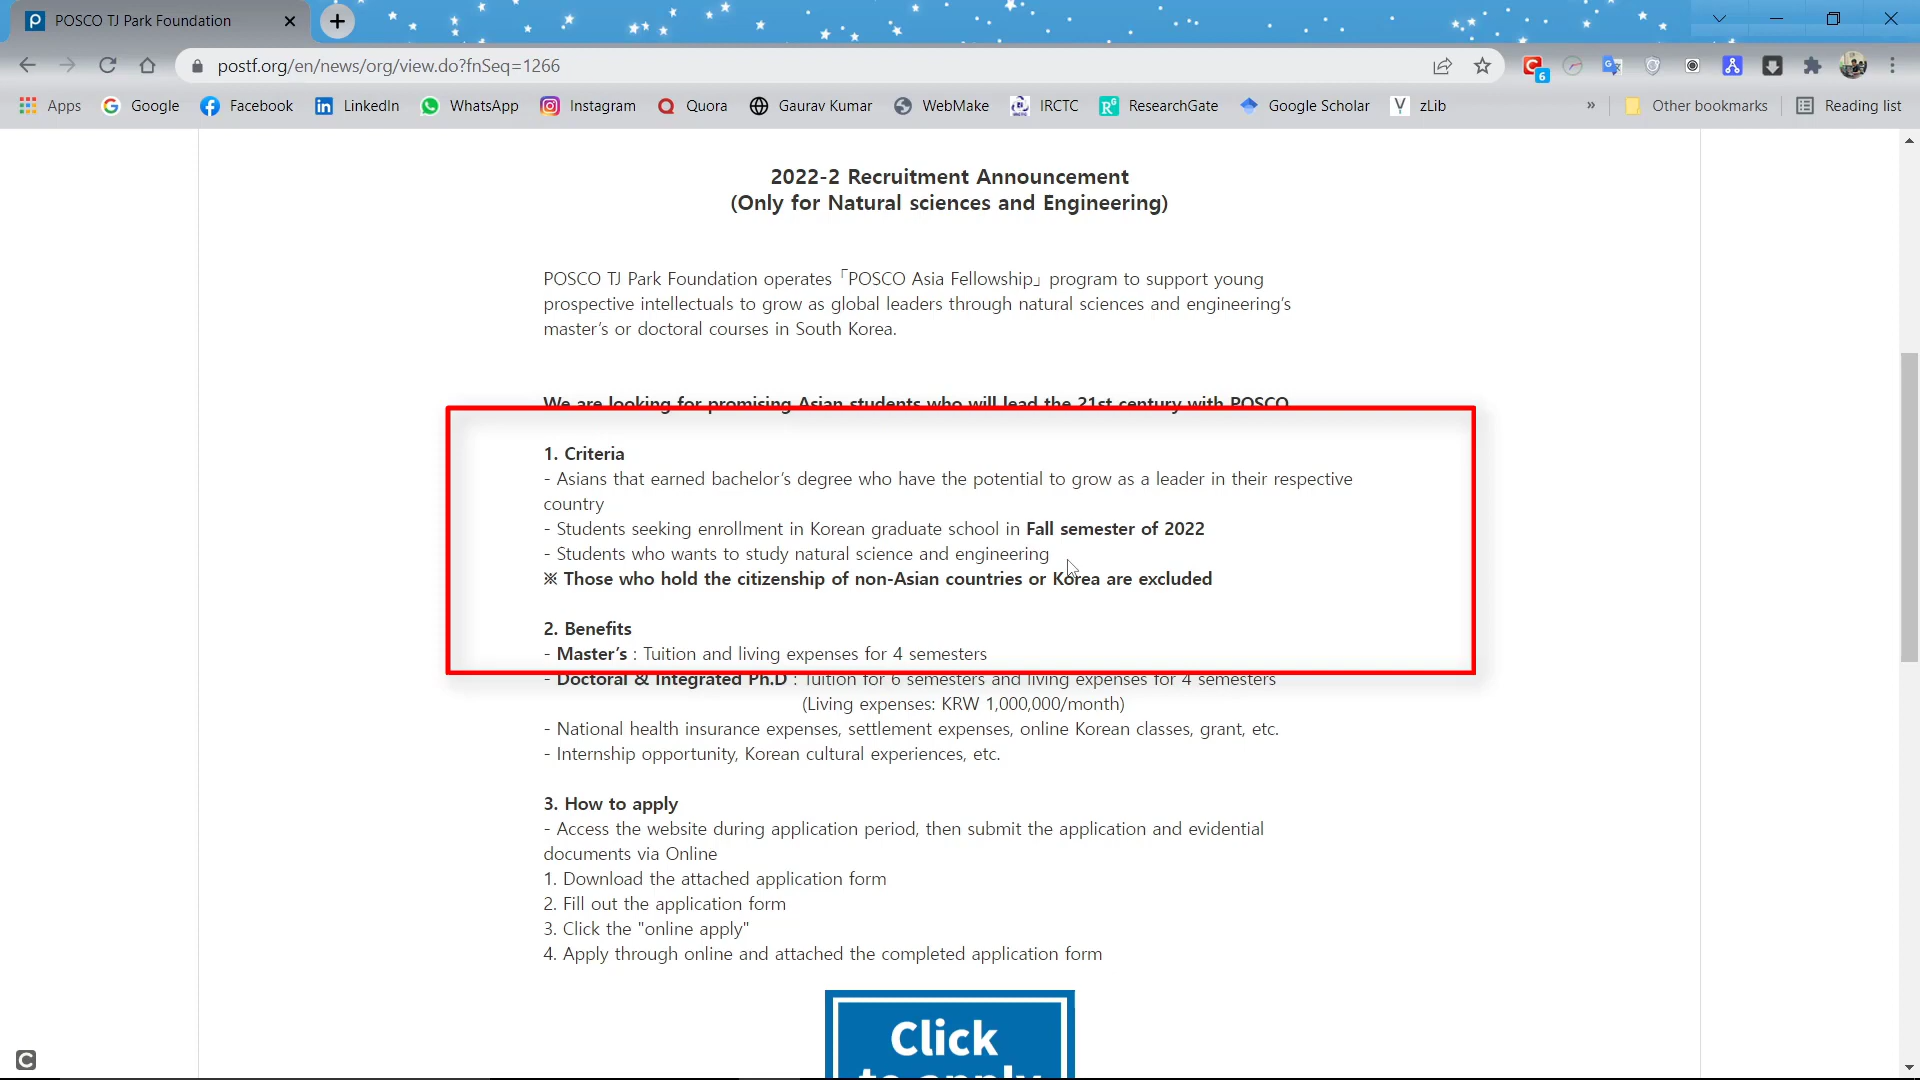 POSCO TJ Park Foundation
postf.org/en/news/org/view.do?fnSeq=1266
6
Apps Google Facebook LinkedIn WhatsApp Instagram Quora Gaurav Kumar WebMake IRCTC ResearchGate Google Scholar zLib » Other bookmarks Reading list
2022-2 Recruitment Announcement
(Only for Natural sciences and Engineering)
POSCO TJ Park Foundation operates「POSCO Asia Fellowship」program to support young
prospective intellectuals to grow as global leaders through natural sciences and engineering’s
master’s or doctoral courses in South Korea.
We are looking for promising Asian students who will lead the 21st century with POSCO
1. Criteria
- Asians that earned bachelor’s degree who have the potential to grow as a leader in their respective
country
- Students seeking enrollment in Korean graduate school in Fall semester of 2022
- Students who wants to study natural science and engineering
※ Those who hold the citizenship of non-Asian countries or Korea are excluded
2. Benefits
- Master’s : Tuition and living expenses for 4 semesters
- Doctoral & Integrated Ph.D : Tuition for 6 semesters and living expenses for 4 semesters
(Living expenses: KRW 1,000,000/month)
- National health insurance expenses, settlement expenses, online Korean classes, grant, etc.
- Internship opportunity, Korean cultural experiences, etc.
3. How to apply
- Access the website during application period, then submit the application and evidential
documents via Online
1. Download the attached application form
2. Fill out the application form
3. Click the "online apply"
4. Apply through online and attached the completed application form
Click
to apply